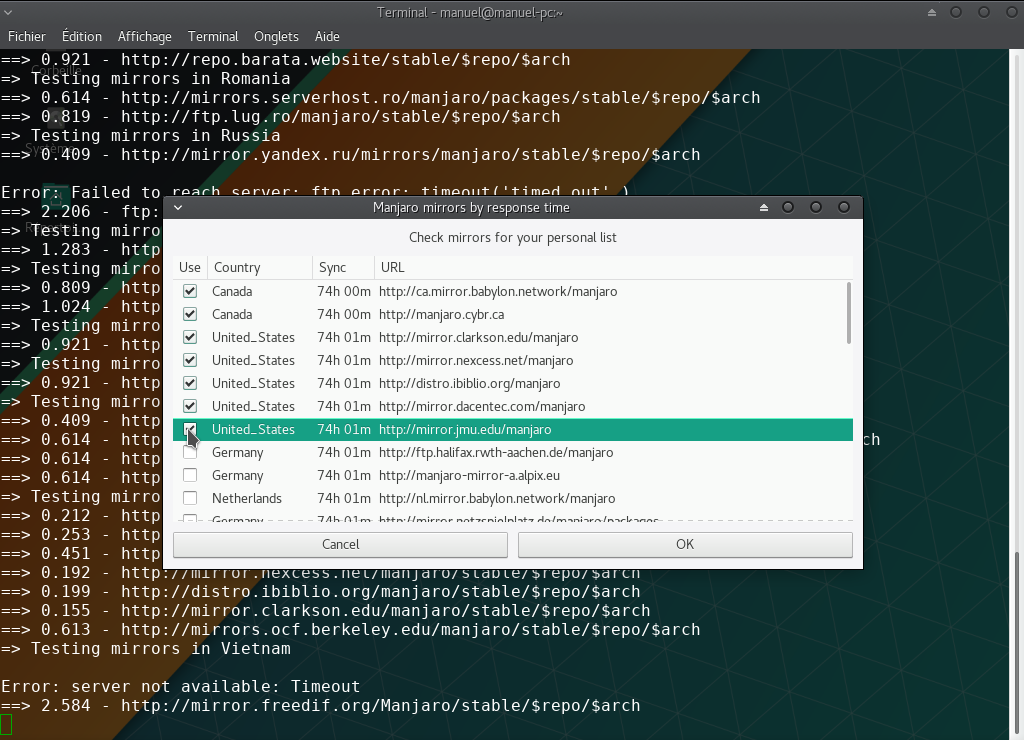 Terminal - manuel@manuel-pc:~
Fichier Édition Affichage Terminal Onglets Aide
==> 0.921 - http://repo.barata.website/stable/$repo/$arch
Corbeille
=> Testing mirrors in Romania
==> 0.614 - http://mirrors.serverhost.ro/manjaro/packages/stable/$repo/$arch
==> 0.819 - http://ftp.lug.ro/manjaro/stable/$repo/$arch
=> Testing mirrors in Russia
Système
==> 0.409 - http://mirror.yandex.ru/mirrors/manjaro/stable/$repo/$arch
Error: Failed to reach server: ftp error: timeout('timed out',)
==> 2.206 - ftp:
=> Testing mirro
==> 1.283 - http
=> Testing mirro
==> 0.809 - http
==> 1.024 - http
=> Testing mirro
==> 0.921 - http
=> Testing mirro
==> 0.921 - http
=> Testing mirro
==> 0.409 - http
==> 0.614 - http ch
==> 0.614 - http
==> 0.614 - http
=> Testing mirro
==> 0.212 - http
==> 0.253 - http
==> 0.451 - http
Manjaro mirrors by response time
Check mirrors for your personal list
Use Country Sync URL
Canada 74h 00m http://ca.mirror.babylon.network/manjaro
Canada 74h 00m http://manjaro.cybr.ca
United_States 74h 01m http://mirror.clarkson.edu/manjaro
United_States 74h 01m http://mirror.nexcess.net/manjaro
United_States 74h 01m http://distro.ibiblio.org/manjaro
United_States 74h 01m http://mirror.dacentec.com/manjaro
United_States 74h 01m http://mirror.jmu.edu/manjaro
Germany 74h 01m http://ftp.halifax.rwth-aachen.de/manjaro
Germany 74h 01m http://manjaro-mirror-a.alpix.eu
Netherlands 74h 01m http://nl.mirror.babylon.network/manjaro
Germany 74h 01m http://mirror.netzspielplatz.de/manjaro/packages
Cancel OK
==> 0.192 - http://mirror.nexcess.net/manjaro/stable/$repo/$arch
==> 0.199 - http://distro.ibiblio.org/manjaro/stable/$repo/$arch
==> 0.155 - http://mirror.clarkson.edu/manjaro/stable/$repo/$arch
==> 0.613 - http://mirrors.ocf.berkeley.edu/manjaro/stable/$repo/$arch
=> Testing mirrors in Vietnam
Error: server not available: Timeout
==> 2.584 - http://mirror.freedif.org/Manjaro/stable/$repo/$arch